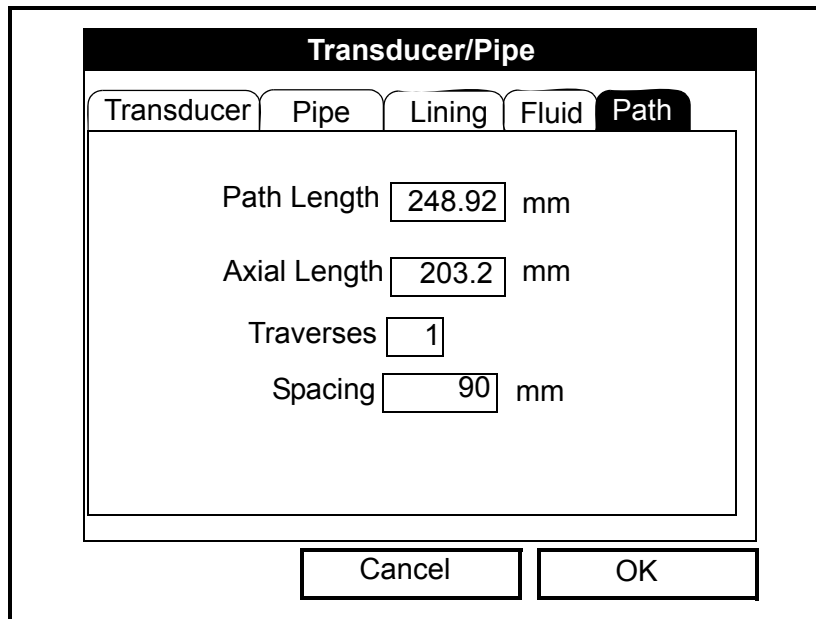 Transducer/Pipe
Transducer Pipe Lining Fluid Path
Path Length 248.92 mm
Axial Length 203.2 mm
Traverses 1
Spacing 90 mm
Cancel OK